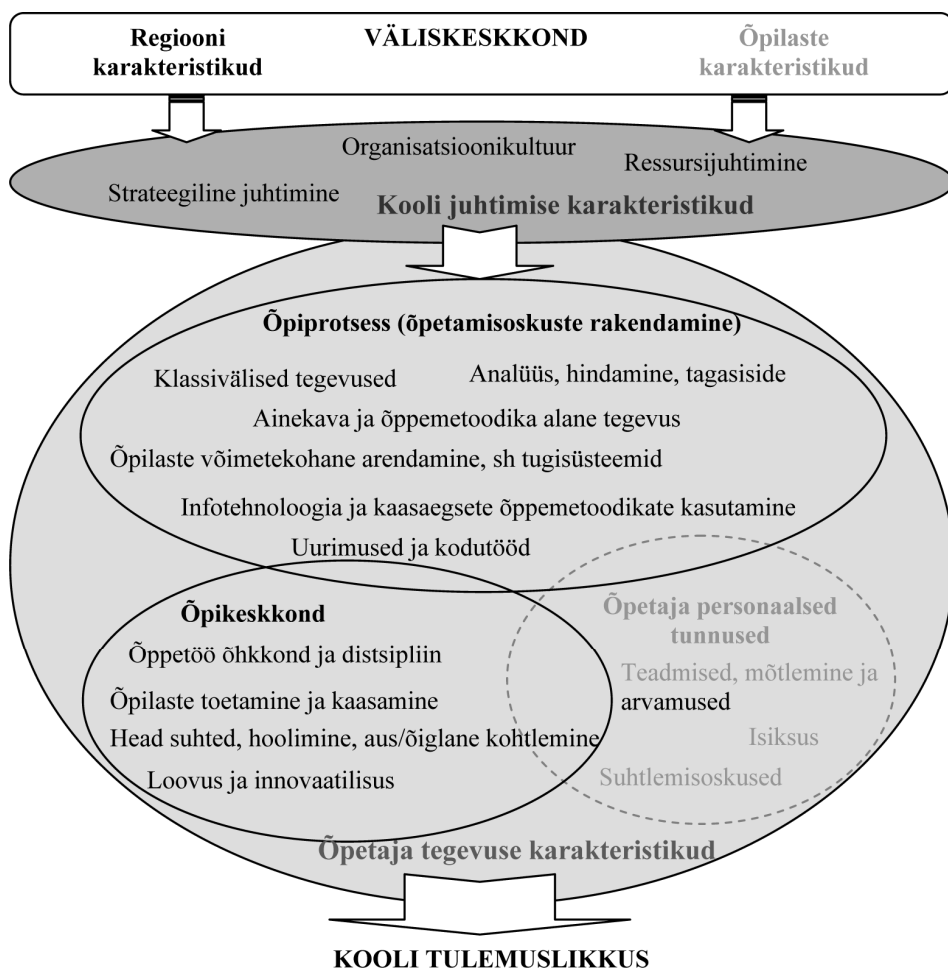 Regiooni
karakteristikud
VÄLISKESKKOND
Õpilaste
karakteristikud
Organisatsioonikultuur
Ressursijuhtimine
Strateegiline juhtimine
Kooli juhtimise karakteristikud
Õpiprotsess (õpetamisoskuste rakendamine)
Klassivälised tegevused
Analüüs, hindamine, tagasiside
Ainekava ja õppemetoodika alane tegevus
Õpilaste võimetekohane arendamine, sh tugisüsteemid
Infotehnoloogia ja kaasaegsete õppemetoodikate kasutamine
Uurimused ja kodutööd
Õpikeskkond
Õppetöö õhkkond ja distsipliin
Õpilaste toetamine ja kaasamine
Head suhted, hoolimine, aus/õiglane kohtlemine
Loovus ja innovaatilisus
Õpetaja personaalsed
tunnused
Teadmised, mõtlemine ja
arvamused
Isiksus
Suhtlemisoskused
Õpetaja tegevuse karakteristikud
KOOLI TULEMUSLIKKUS